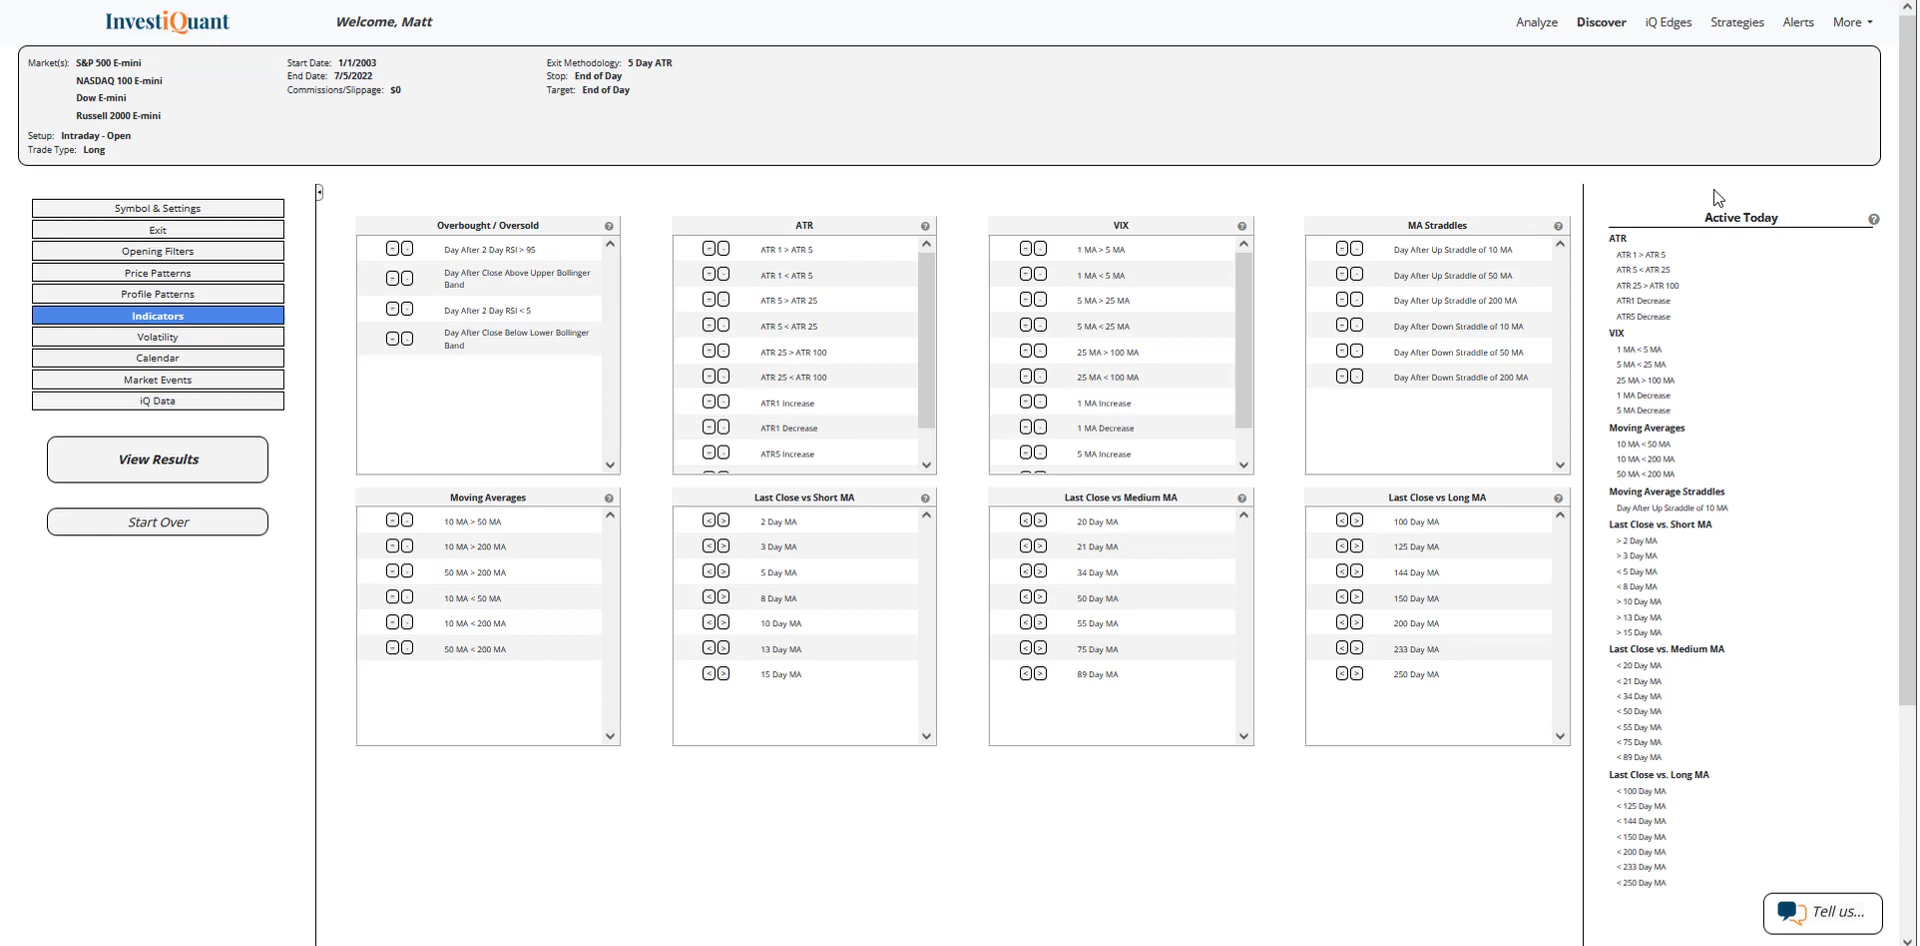 InvestiQuant
Welcome, Matt
Analyze
Discover
iQ Edges
Strategies
Alerts
More
Market(s): S&P 500 E-mini
NASDAQ 100 E-mini
Dow E-mini
Russell 2000 E-mini
Setup: Intraday - Open
Trade Type: Long
Start Date: 1/1/2003
End Date: 7/5/2022
Commissions/Slippage: $0
Exit Methodology: 5 Day ATR
Stop: End of Day
Target: End of Day
Symbol & Settings
Exit
Opening Filters
Price Patterns
Profile Patterns
Indicators
Volatility
Calendar
Market Events
iQ Data
View Results
Start Over
Overbought / Oversold
Day After 2 Day RSI > 95
Day After Close Above Upper Bollinger
Band
Day After 2 Day RSI < 5
Day After Close Below Lower Bollinger
Band
ATR
ATR 1 > ATR 5
ATR 1 < ATR 5
ATR 5 > ATR 25
ATR 5 < ATR 25
ATR 25 > ATR 100
ATR 25 < ATR 100
ATR1 Increase
ATR1 Decrease
ATR5 Increase
VIX
1 MA > 5 MA
1 MA < 5 MA
5 MA > 25 MA
5 MA < 25 MA
25 MA > 100 MA
25 MA < 100 MA
1 MA Increase
1 MA Decrease
5 MA Increase
MA Straddles
Day After Up Straddle of 10 MA
Day After Up Straddle of 50 MA
Day After Up Straddle of 200 MA
Day After Down Straddle of 10 MA
Day After Down Straddle of 50 MA
Day After Down Straddle of 200 MA
Moving Averages
10 MA > 50 MA
10 MA > 200 MA
50 MA > 200 MA
10 MA < 50 MA
10 MA < 200 MA
50 MA < 200 MA
Last Close vs Short MA
< > 2 Day MA
< > 3 Day MA
< > 5 Day MA
< > 8 Day MA
< > 10 Day MA
< > 13 Day MA
< > 15 Day MA
Last Close vs Medium MA
< > 20 Day MA
< > 21 Day MA
< > 34 Day MA
< > 50 Day MA
< > 55 Day MA
< > 75 Day MA
< > 89 Day MA
Last Close vs Long MA
< > 100 Day MA
< > 125 Day MA
< > 144 Day MA
< > 150 Day MA
< > 200 Day MA
< > 233 Day MA
< > 250 Day MA
Active Today
ATR
ATR 1 > ATR 5
ATR 5 < ATR 25
ATR 25 > ATR 100
ATR1 Decrease
ATR5 Decrease
VIX
1 MA < 5 MA
5 MA < 25 MA
25 MA > 100 MA
1 MA Decrease
5 MA Decrease
Moving Averages
10 MA < 50 MA
10 MA < 200 MA
50 MA < 200 MA
Moving Average Straddles
Day After Up Straddle of 10 MA
Last Close vs. Short MA
> 2 Day MA
> 3 Day MA
< 5 Day MA
< 8 Day MA
> 10 Day MA
> 13 Day MA
> 15 Day MA
Last Close vs. Medium MA
< 20 Day MA
< 21 Day MA
< 34 Day MA
< 50 Day MA
< 55 Day MA
< 75 Day MA
< 89 Day MA
Last Close vs. Long MA
< 100 Day MA
< 125 Day MA
< 144 Day MA
< 150 Day MA
< 200 Day MA
< 233 Day MA
< 250 Day MA
Tell us...